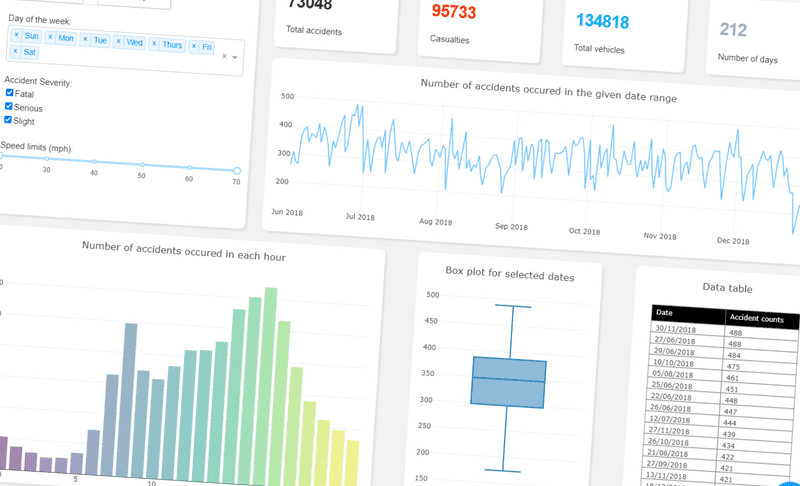 Day of the week:
× Sun × Mon × Tue × Wed × Thurs × Fri
× Sat
Accident Severity:
Fatal
Serious
Slight
Speed limits (mph):
0 30 40 50 60 70
73048
Total accidents
95733
Casualties
134818
Total vehicles
212
Number of days
Number of accidents occured in the given date range
500
400
300
200
Jun 2018 Jul 2018 Aug 2018 Sep 2018 Oct 2018 Nov 2018 Dec 2018
Number of accidents occured in each hour
0 5 10
Box plot for selected dates
500
450
400
350
300
250
200
150
Data table
Date Accident counts
30/11/2018 488
27/06/2018 488
29/06/2018 484
10/10/2018 475
05/08/2018 461
25/06/2018 451
22/06/2018 448
26/06/2018 447
12/07/2018 444
27/11/2018 439
26/10/2018 434
21/06/2018 422
27/09/2018 421
13/11/2018 421